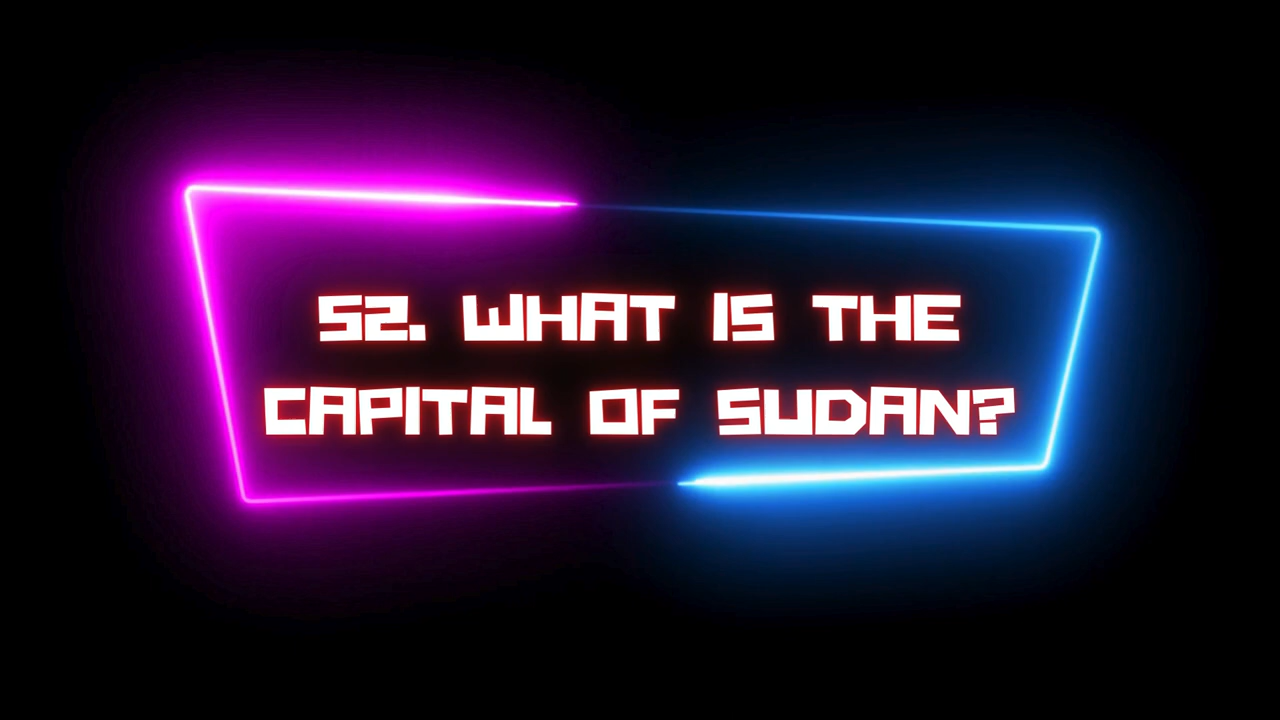 52. WHAT IS THE
CAPITAL OF SUDAN?